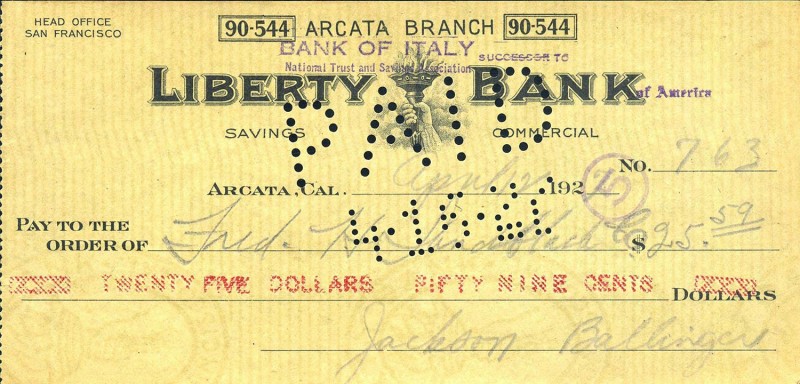 HEAD OFFICE
SAN FRANCISCO
90-544 ARCATA BRANCH 90-544
BANK OF ITALY SUCCESSOR TO
National Trust and Savings Association
LIBERTY BANK of America
SAVINGS COMMERCIAL
PAID
No. 763
ARCATA, CAL. April 192
PAY TO THE
ORDER OF Fred. H. $25.59
TWENTY FIVE DOLLARS FIFTY NINE CENTS DOLLARS
Jackson Ballinger